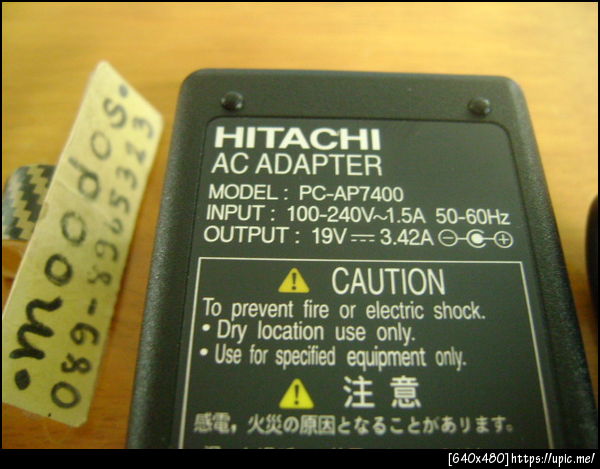 •moodos•
089-8965323
HITACHI
AC ADAPTER
MODEL : PC-AP7400
INPUT : 100-240V~1.5A 50-60Hz
OUTPUT : 19V⎓3.42A
CAUTION
To prevent fire or electric shock.
• Dry location use only.
• Use for specified equipment only.
注 意
感電，火災の原因となることがあります。
[640x480]https://upic.me/